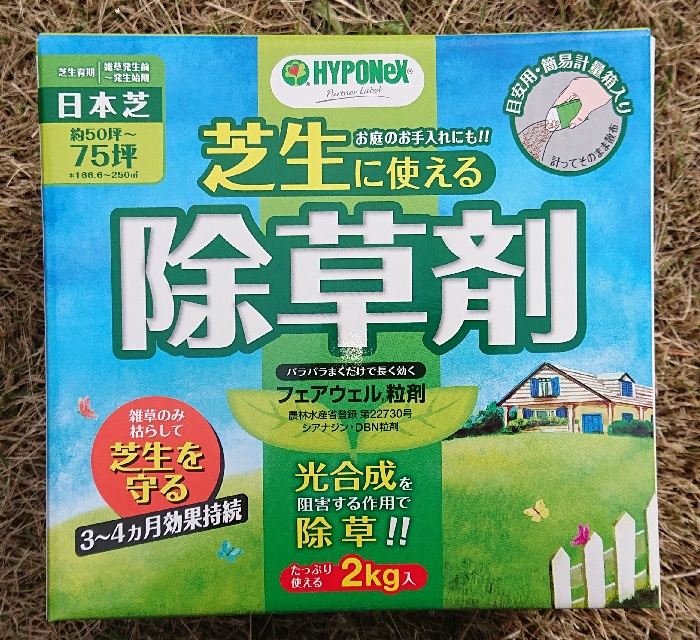 芝生育期
雑草発生前
～発生始期
日本芝
約50坪～
75坪
*166.6～250㎡
HYPONeX®
Partner Label
目安用・簡易計量箱入り
計ってそのまま散布
お庭のお手入れにも!!
芝生に使える
除草剤
パラパラまくだけで長く効く
フェアウェル®粒剤
農林水産省登録 第22730号
シアナジン・DBN粒剤
雑草のみ
枯らして
芝生を
守る
3～4ヵ月効果持続
光合成を
阻害する作用で
除草!!
たっぷり
使える
2kg入